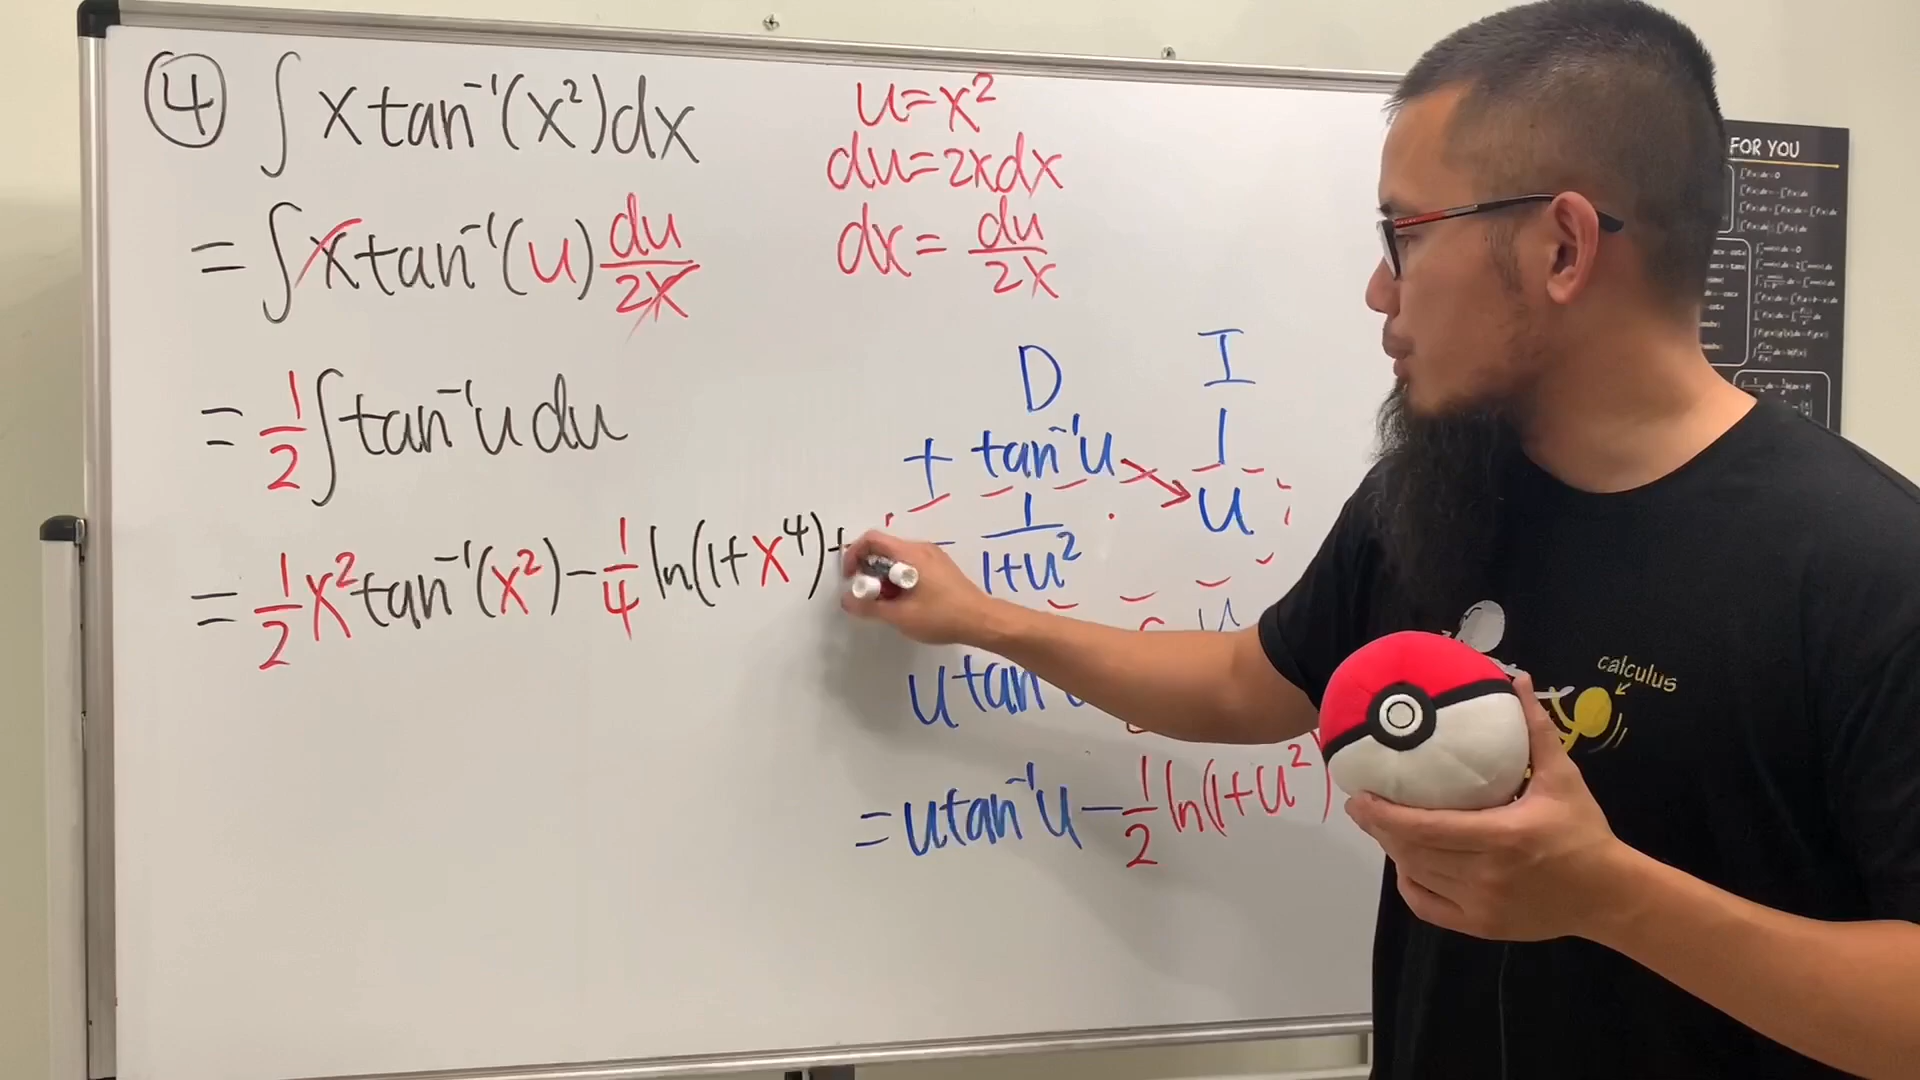 ④ ∫ x tan⁻¹(x²) dx
= ∫ x tan⁻¹(u) du/2x
= 1/2 ∫ tan⁻¹u du
= 1/2 x² tan⁻¹(x²) − 1/4 ln(1+x⁴) +
u = x²
du = 2x dx
dx = du/2x
D I
+ tan⁻¹u 1
− 1/(1+u²) u
u tan
= u tan⁻¹u − 1/2 ln(1+u²)
FOR YOU
calculus